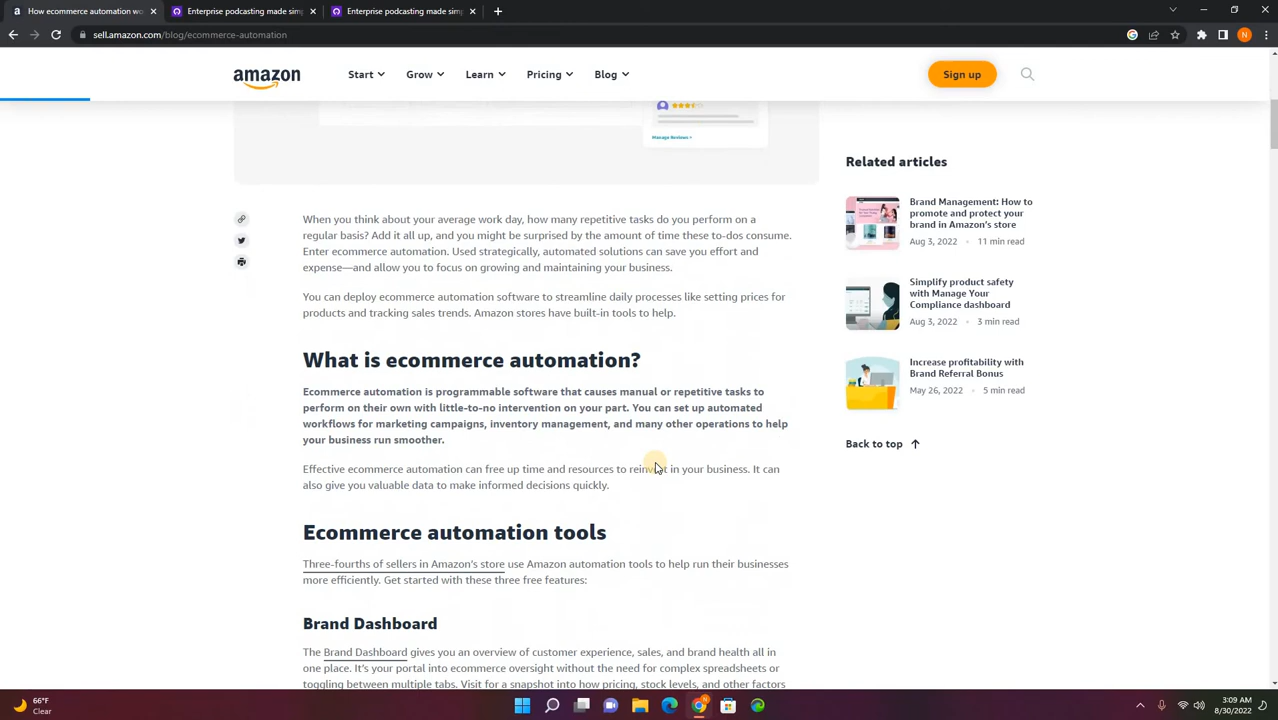 How ecommerce automation wo
Enterprise podcasting made sim
Enterprise podcasting made sim
sell.amazon.com/blog/ecommerce-automation
N
amazon
Start
Grow
Learn
Pricing
Blog
Sign up
Manage Reviews >
Related articles
Brand Management: How to
promote and protect your
brand in Amazon's store
Aug 3, 2022 • 11 min read
Simplify product safety
with Manage Your
Compliance dashboard
Aug 3, 2022 • 3 min read
Increase profitability with
Brand Referral Bonus
May 26, 2022 • 5 min read
Back to top
When you think about your average work day, how many repetitive tasks do you perform on a
regular basis? Add it all up, and you might be surprised by the amount of time these to-dos consume.
Enter ecommerce automation. Used strategically, automated solutions can save you effort and
expense—and allow you to focus on growing and maintaining your business.
You can deploy ecommerce automation software to streamline daily processes like setting prices for
products and tracking sales trends. Amazon stores have built-in tools to help.
What is ecommerce automation?
Ecommerce automation is programmable software that causes manual or repetitive tasks to
perform on their own with little-to-no intervention on your part. You can set up automated
workflows for marketing campaigns, inventory management, and many other operations to help
your business run smoother.
Effective ecommerce automation can free up time and resources to reinvest in your business. It can
also give you valuable data to make informed decisions quickly.
Ecommerce automation tools
Three-fourths of sellers in Amazon's store use Amazon automation tools to help run their businesses
more efficiently. Get started with these three free features:
Brand Dashboard
The Brand Dashboard gives you an overview of customer experience, sales, and brand health all in
one place. It's your portal into ecommerce oversight without the need for complex spreadsheets or
toggling between multiple tabs. Visit for a snapshot into how pricing, stock levels, and other factors
66°F
Clear
3:09 AM
8/30/2022